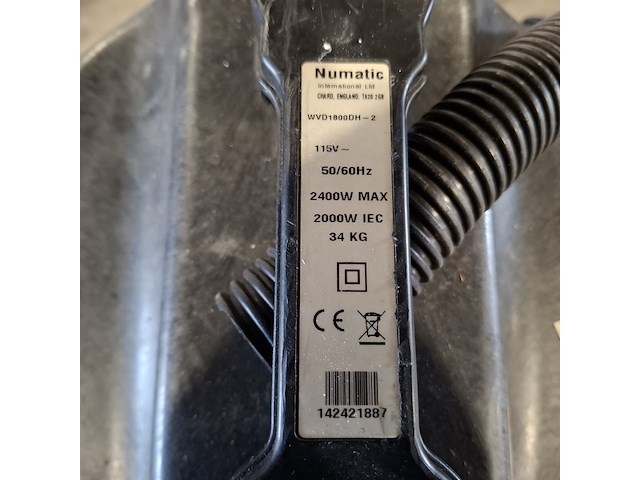 Numatic
International Ltd
CHARD, ENGLAND, TA20 2GB
WVD1800DH-2
115V~
50/60Hz
2400W MAX
2000W IEC
34 KG
CE
142421887